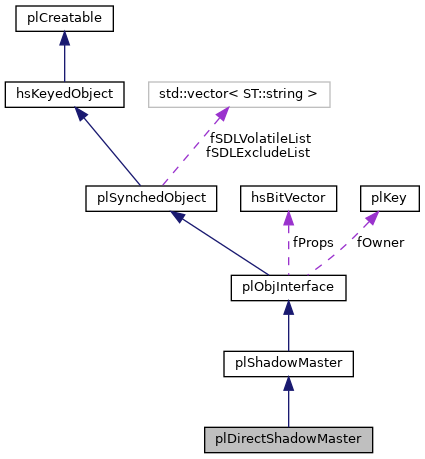 plCreatable
hsKeyedObject
std::vector< ST::string >
fSDLVolatileList
fSDLExcludeList
plSynchedObject
hsBitVector
plKey
fProps
fOwner
plObjInterface
plShadowMaster
plDirectShadowMaster